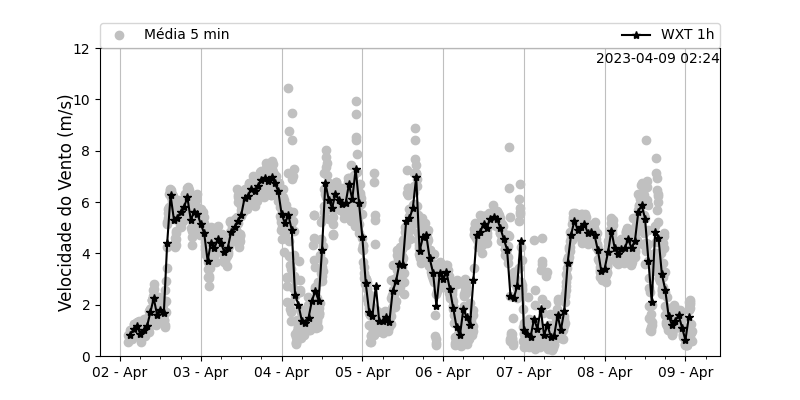 Média 5 min
WXT 1h
2023-04-09 02:24
Velocidade do Vento (m/s)
12
10
8
6
4
2
0
02 - Apr
03 - Apr
04 - Apr
05 - Apr
06 - Apr
07 - Apr
08 - Apr
09 - Apr